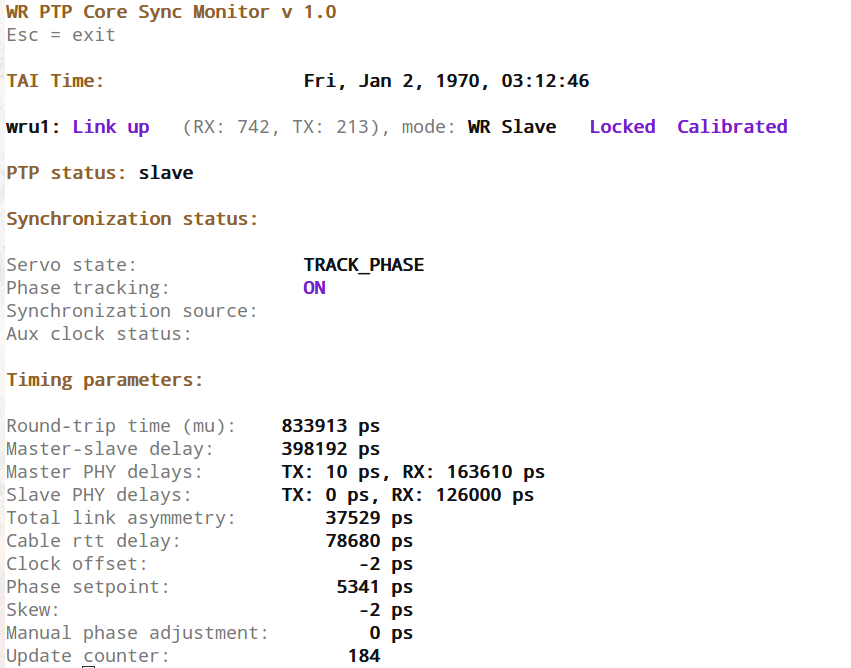 WR PTP Core Sync Monitor v 1.0
Esc = exit
TAI Time: Fri, Jan 2, 1970, 03:12:46
wru1: Link up (RX: 742, TX: 213), mode: WR Slave Locked Calibrated
PTP status: slave
Synchronization status:
Servo state: TRACK_PHASE
Phase tracking: ON
Synchronization source:
Aux clock status:
Timing parameters:
Round-trip time (mu): 833913 ps
Master-slave delay: 398192 ps
Master PHY delays: TX: 10 ps, RX: 163610 ps
Slave PHY delays: TX: 0 ps, RX: 126000 ps
Total link asymmetry: 37529 ps
Cable rtt delay: 78680 ps
Clock offset: -2 ps
Phase setpoint: 5341 ps
Skew: -2 ps
Manual phase adjustment: 0 ps
Update counter: 184